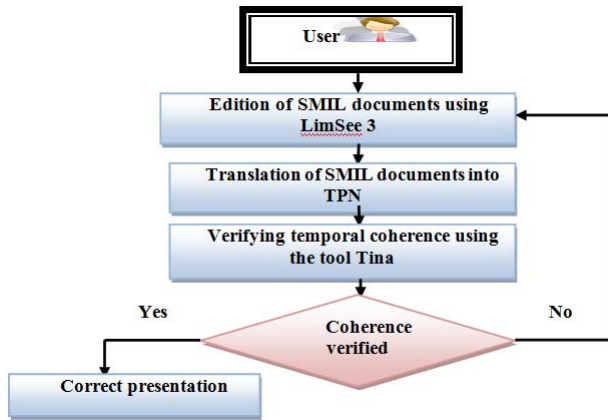 User
Edition of SMIL documents using
LimSee 3
Translation of SMIL documents into
TPN
Verifying temporal coherence using
the tool Tina
Yes
No
Coherence
verified
Correct presentation